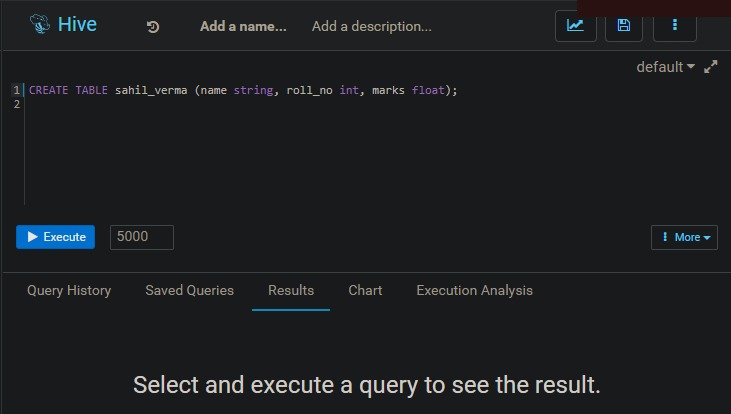 Hive Add a name... Add a description...
default
1 CREATE TABLE sahil_verma (name string, roll_no int, marks float);
2
Execute 5000 More
Query History Saved Queries Results Chart Execution Analysis
Select and execute a query to see the result.